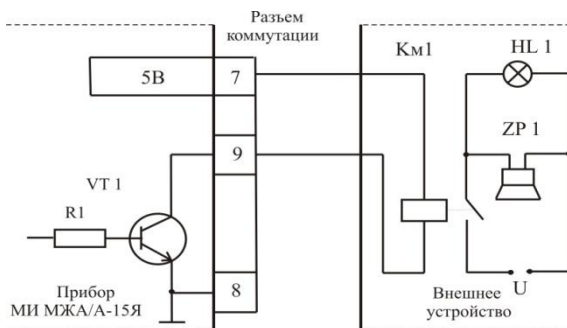 Разъем
коммутации
Км1
HL 1
5В
7
ZP 1
9
VT 1
R1
8
Прибор
МИ МЖА/А-15Я
Внешнее
устройство
U